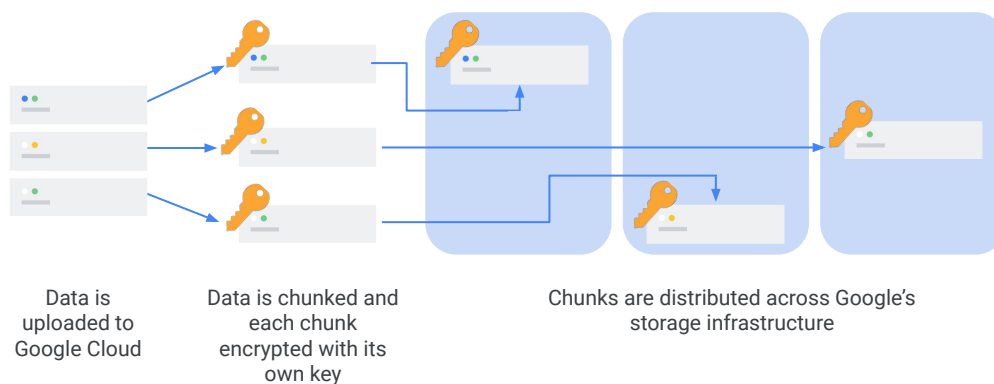 Data is
uploaded to
Google Cloud
Data is chunked and
each chunk
encrypted with its
own key
Chunks are distributed across Google's
storage infrastructure